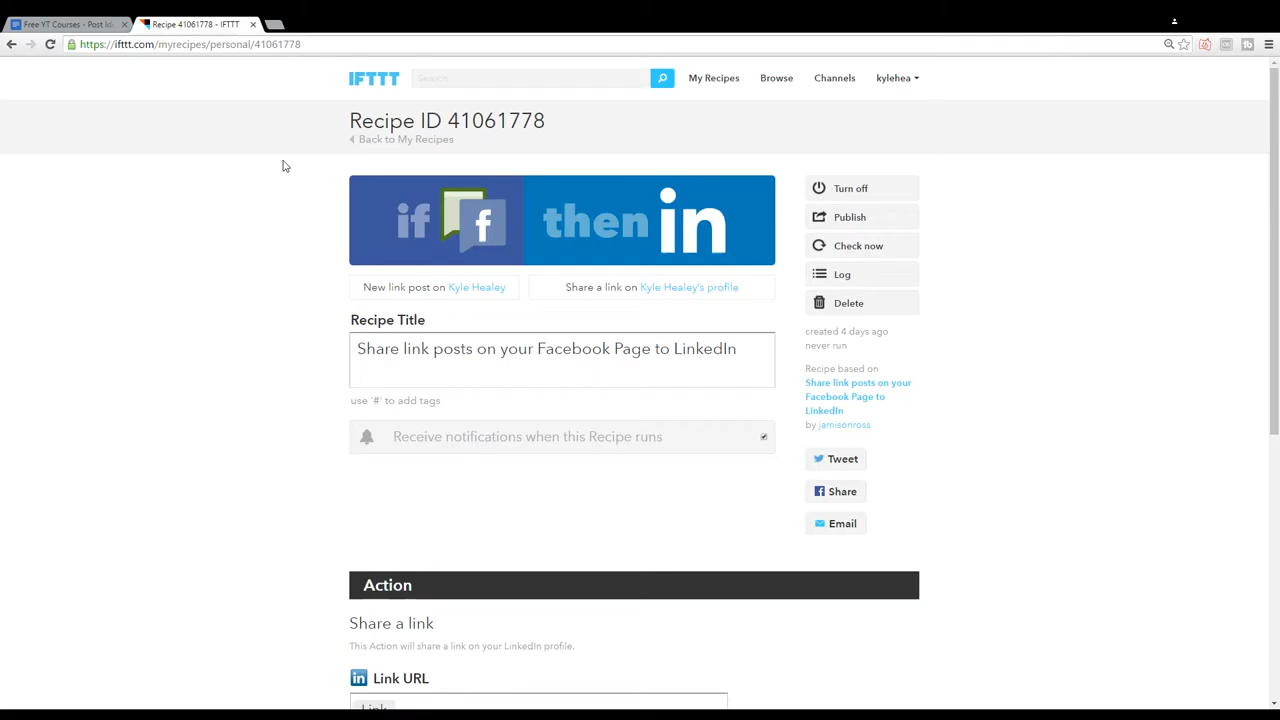 Free YT Courses - Post Id
Recipe 41061778 - IFTTT
https://ifttt.com/myrecipes/personal/41061778
IFTTT
Search
My Recipes
Browse
Channels
kylehea
Recipe ID 41061778
Back to My Recipes
if f then in
Turn off
Publish
Check now
Log
Delete
New link post on Kyle Healey
Share a link on Kyle Healey's profile
Recipe Title
Share link posts on your Facebook Page to LinkedIn
use '#' to add tags
Receive notifications when this Recipe runs
created 4 days ago
never run
Recipe based on
Share link posts on your
Facebook Page to
LinkedIn
by jamisonross
Tweet
Share
Email
Action
Share a link
This Action will share a link on your LinkedIn profile.
in Link URL
Link